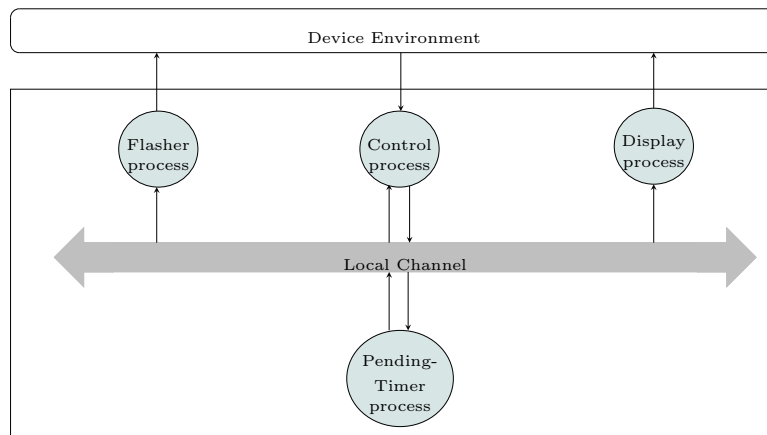 Device Environment
Flasher
process
Control
process
Display
process
Local Channel
Pending-
Timer
process